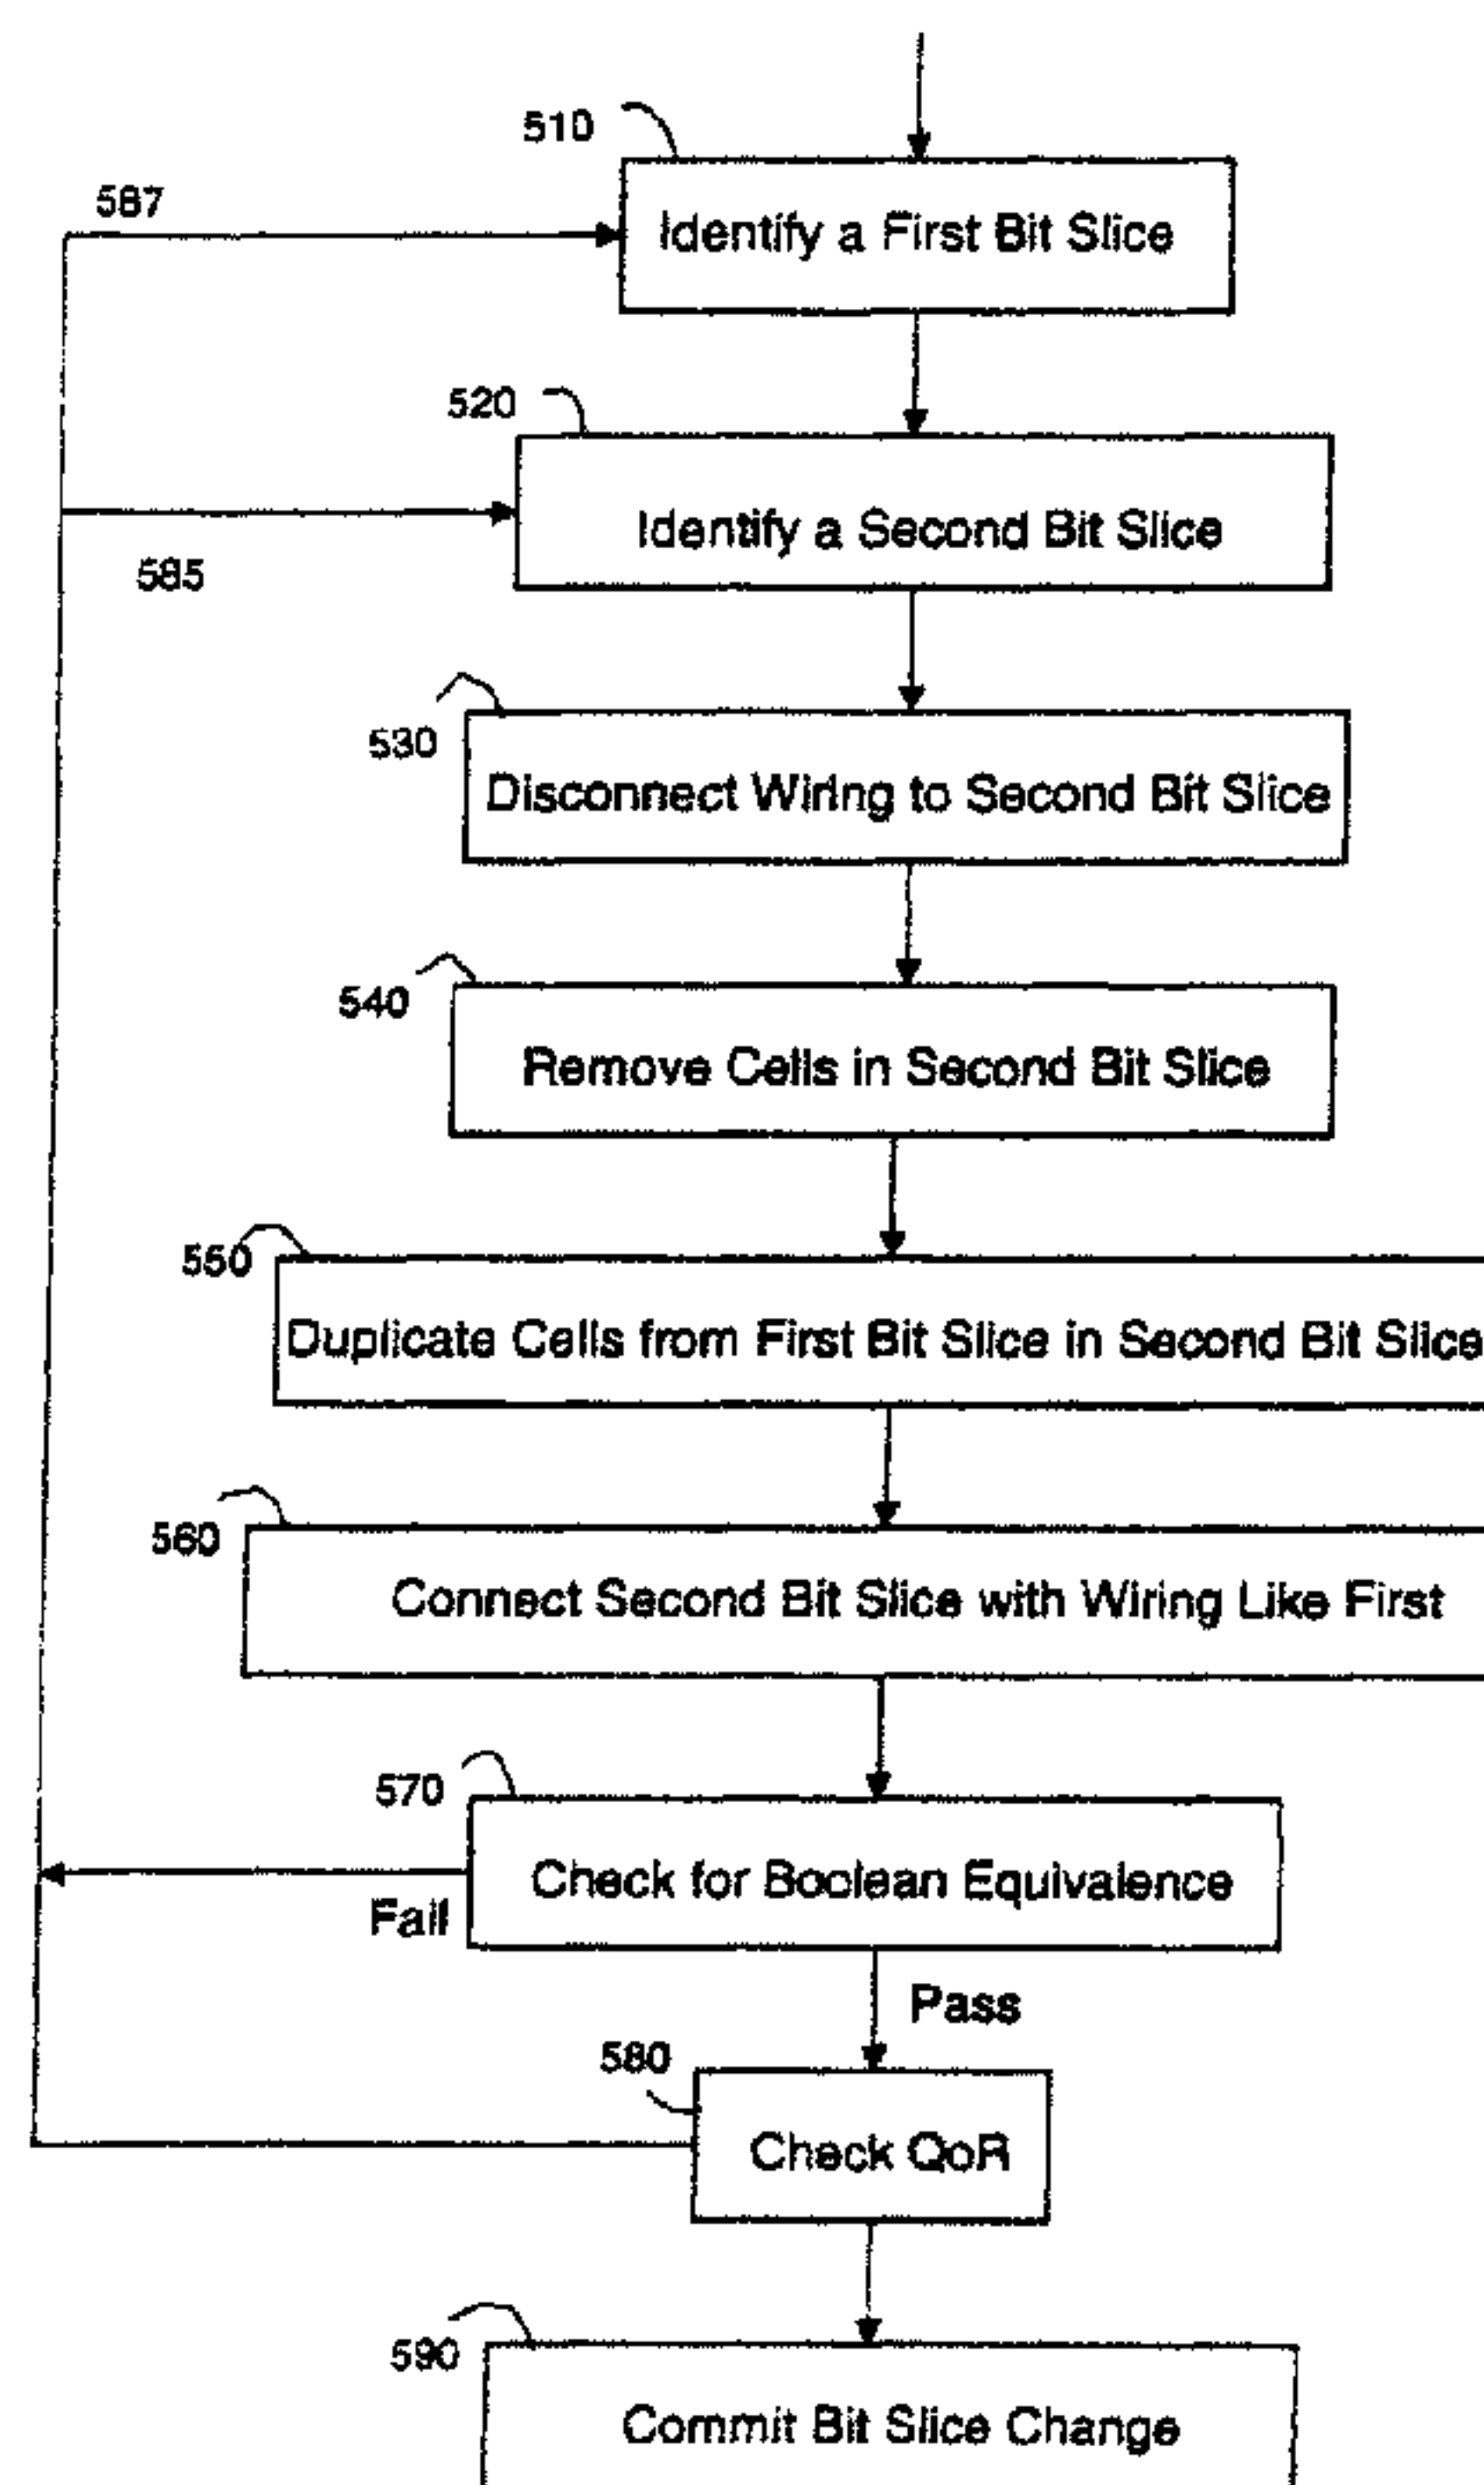 510
587
Identify a First Bit Slice
520
Identify a Second Bit Slice
585
530
Disconnect Wiring to Second Bit Slice
540
Remove Cells in Second Bit Slice
550
Duplicate Cells from First Bit Slice in Second Bit Slice
560
Connect Second Bit Slice with Wiring Like First
570
Check for Boolean Equivalence
Fail
Pass
580
Check QoR
590
Commit Bit Slice Change